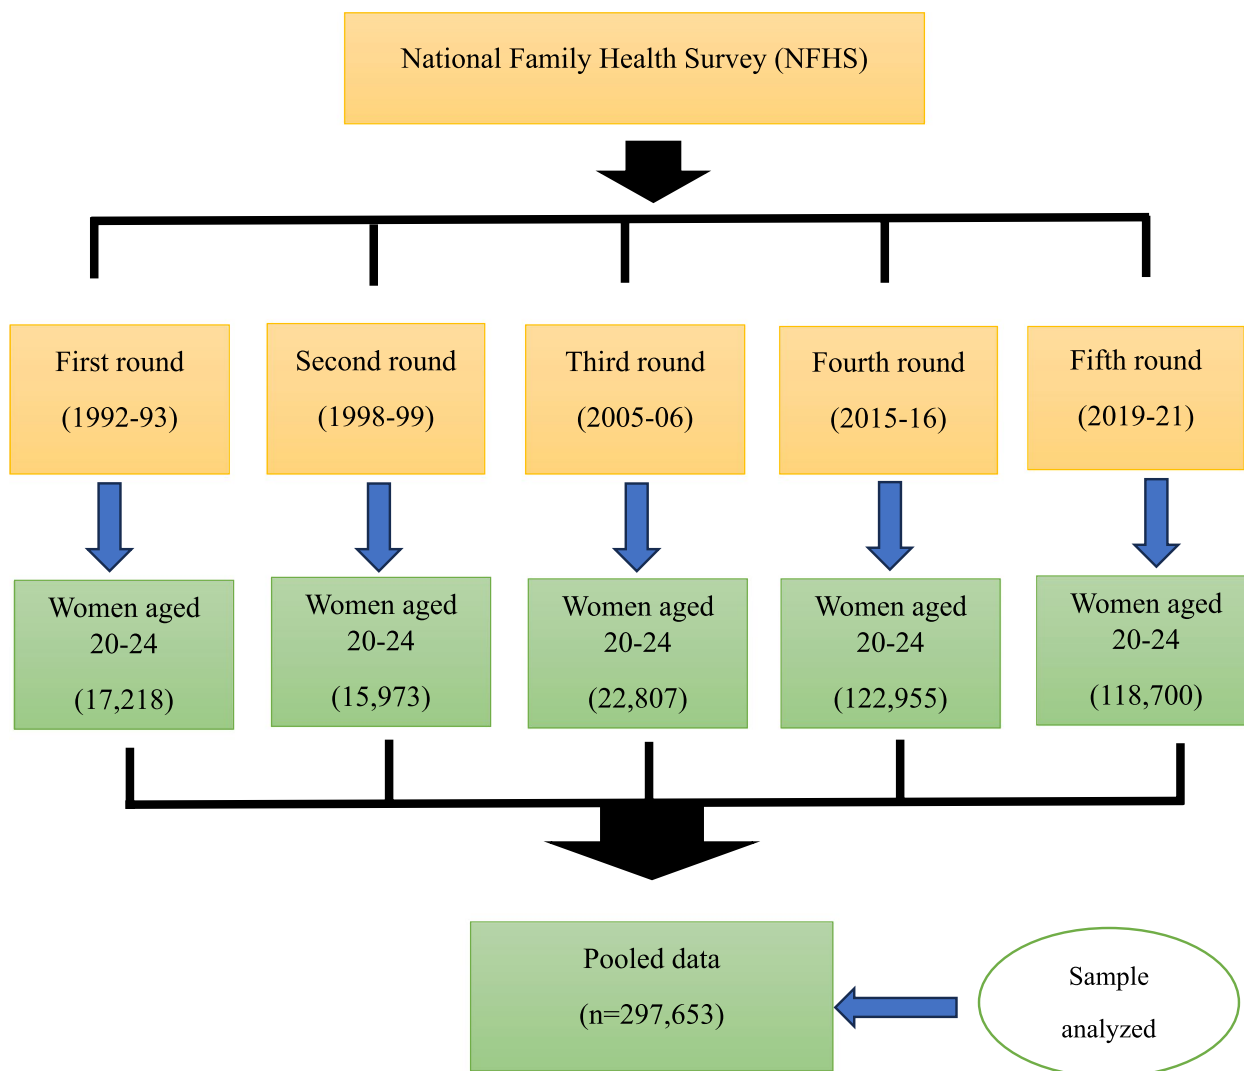 National Family Health Survey (NFHS)
First round
(1992-93)
Second round
(1998-99)
Third round
(2005-06)
Fourth round
(2015-16)
Fifth round
(2019-21)
Women aged
20-24
(17,218)
Women aged
20-24
(15,973)
Women aged
20-24
(22,807)
Women aged
20-24
(122,955)
Women aged
20-24
(118,700)
Pooled data
(n=297,653)
Sample
analyzed